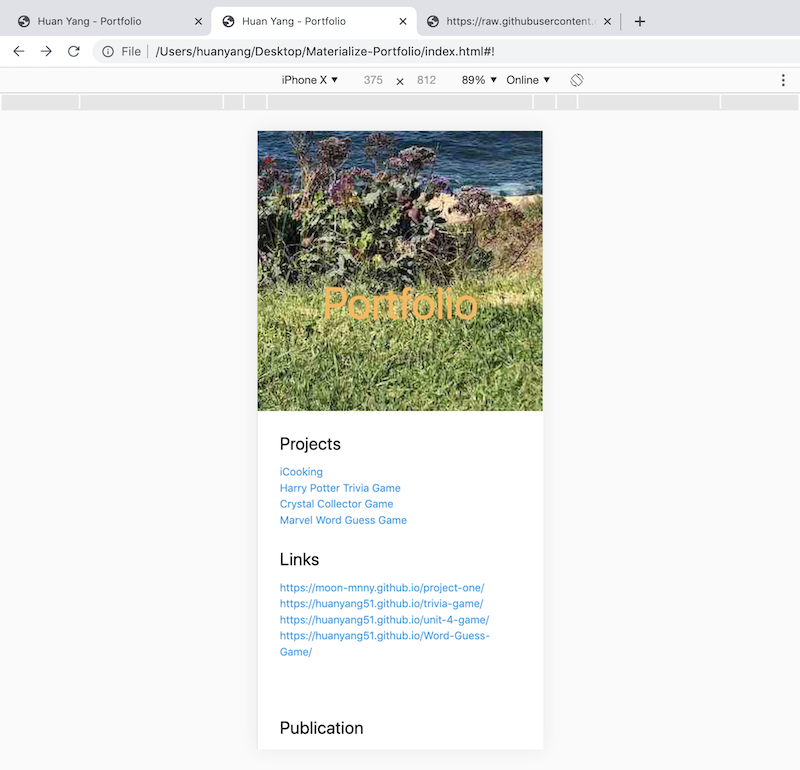 Huan Yang - Portfolio
Huan Yang - Portfolio
https://raw.githubusercontent.
File /Users/huanyang/Desktop/Materialize-Portfolio/index.html#!
iPhone X 375 × 812 89% Online
Portfolio
Projects
iCooking
Harry Potter Trivia Game
Crystal Collector Game
Marvel Word Guess Game
Links
https://moon-mnny.github.io/project-one/
https://huanyang51.github.io/trivia-game/
https://huanyang51.github.io/unit-4-game/
https://huanyang51.github.io/Word-Guess-
Game/
Publication